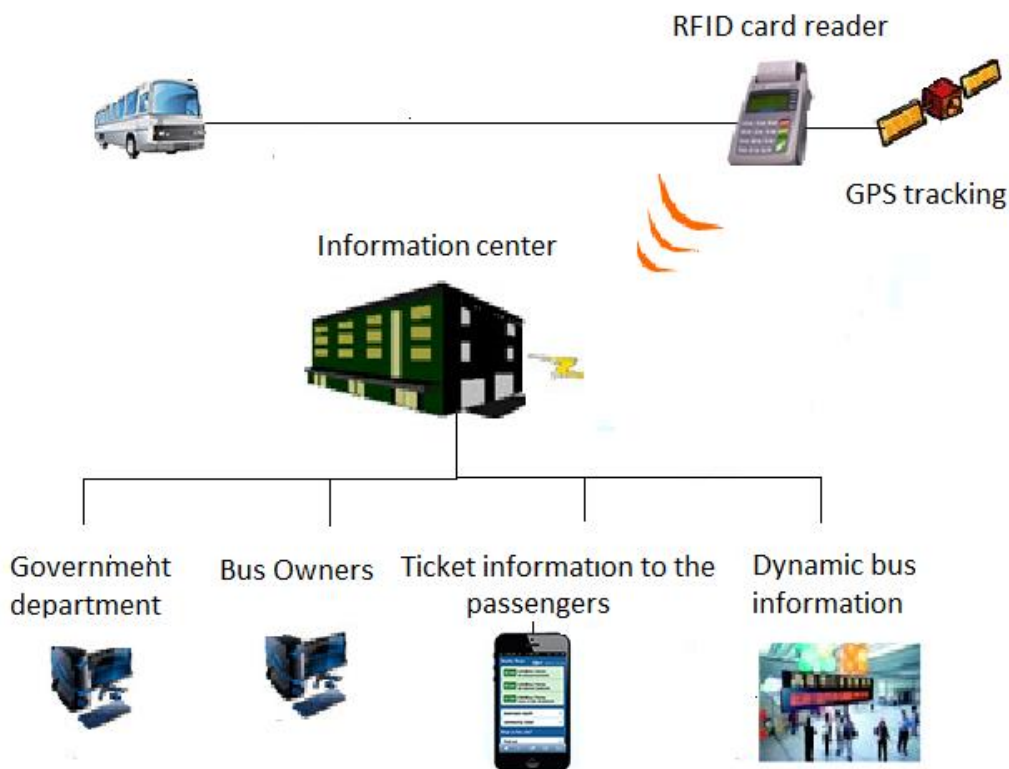 RFID card reader
GPS tracking
Information center
Government
department
Bus Owners
Ticket information to the
passengers
Dynamic bus
information